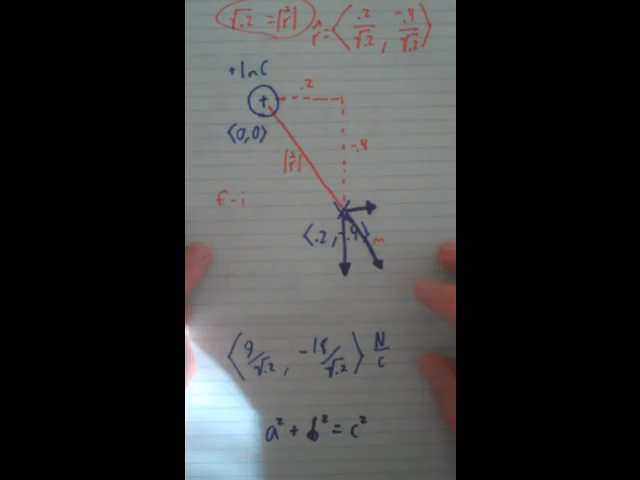 √.2 = |r⃗| r̂ = ⟨ .2/√.2 , -.4/√.2 ⟩
+1nC
.2
+
⟨0,0⟩
-.4
|r⃗|
f - i
⟨.2, -.4⟩ m
⟨ 9/√.2 , -18/√.2 ⟩ N/C
a² + b² = c²